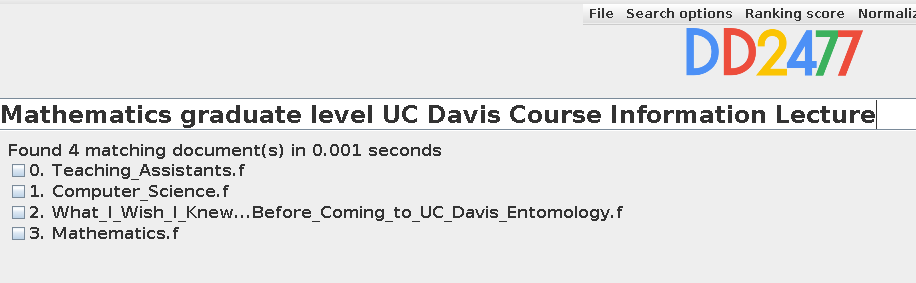 File Search options Ranking score Normaliz
DD2477
Mathematics graduate level UC Davis Course Information Lecture
Found 4 matching document(s) in 0.001 seconds
0. Teaching_Assistants.f
1. Computer_Science.f
2. What_I_Wish_I_Knew...Before_Coming_to_UC_Davis_Entomology.f
3. Mathematics.f